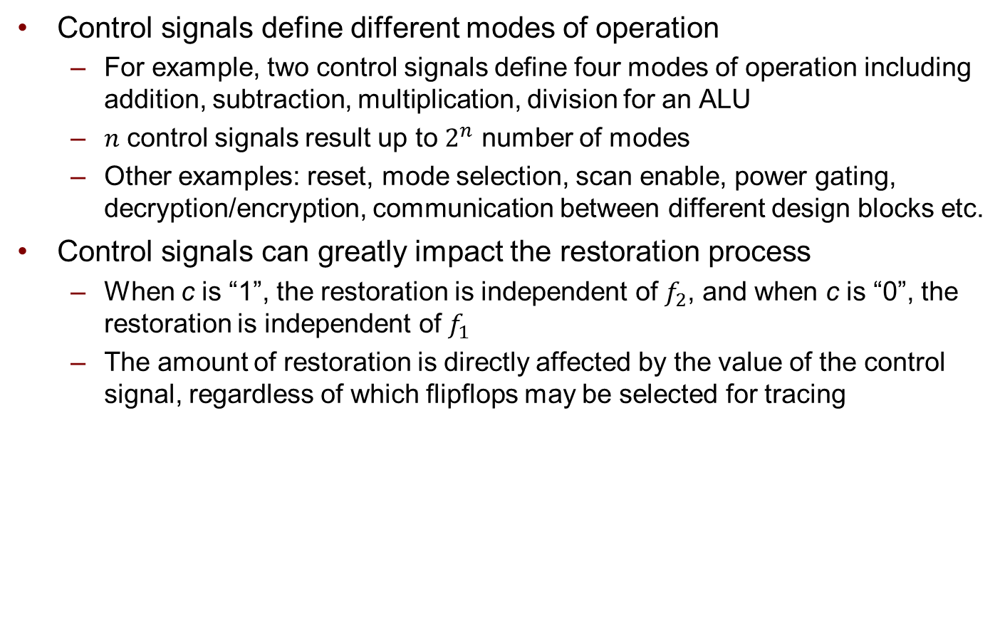 • Control signals define different modes of operation
– For example, two control signals define four modes of operation including
addition, subtraction, multiplication, division for an ALU
– 𝑛 control signals result up to 2ⁿ number of modes
– Other examples: reset, mode selection, scan enable, power gating,
decryption/encryption, communication between different design blocks etc.
• Control signals can greatly impact the restoration process
– When c is “1”, the restoration is independent of 𝑓₂, and when c is “0”, the
restoration is independent of 𝑓₁
– The amount of restoration is directly affected by the value of the control
signal, regardless of which flipflops may be selected for tracing